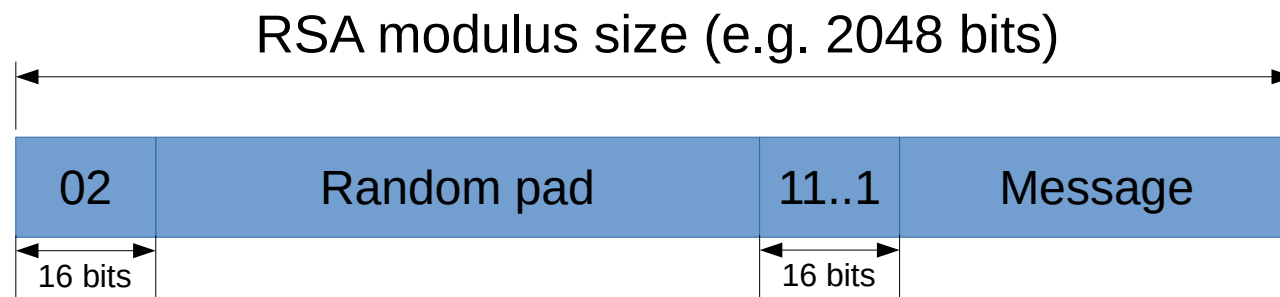 RSA modulus size (e.g. 2048 bits)
02 Random pad 11..1 Message
16 bits 16 bits